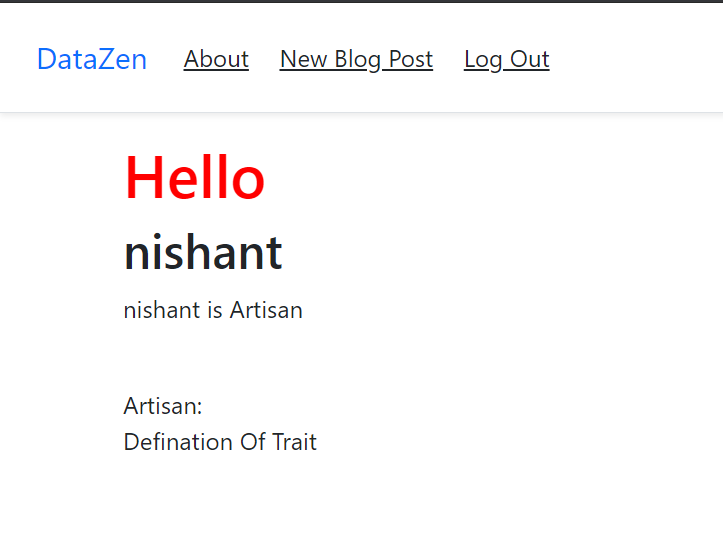 DataZen About New Blog Post Log Out
Hello
nishant
nishant is Artisan
Artisan:
Defination Of Trait